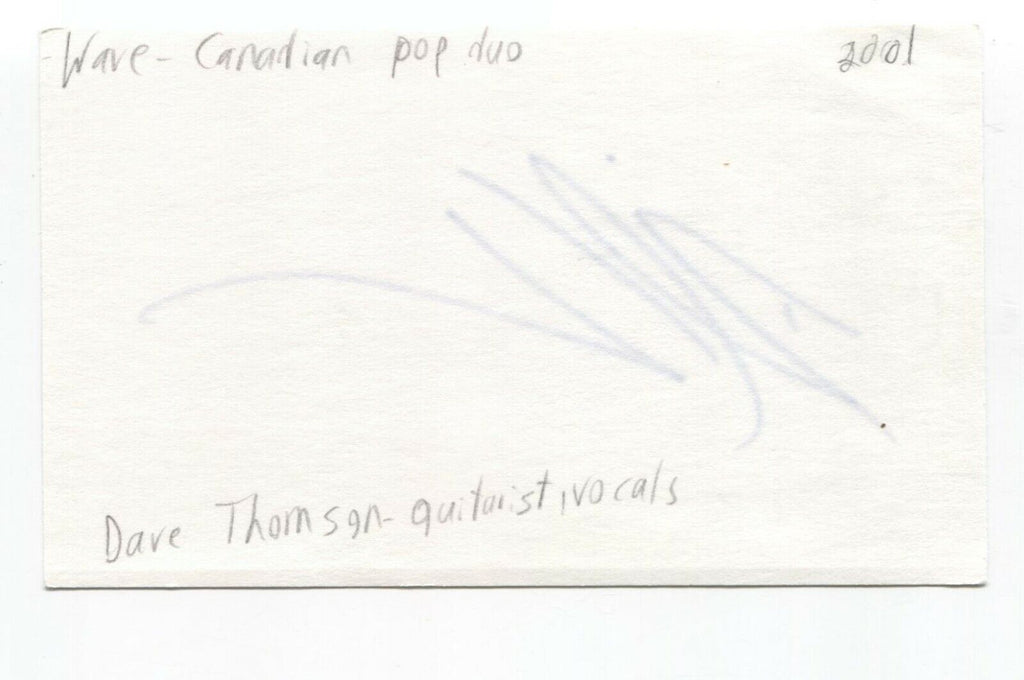 -Wave- Canadian pop duo
2001
Dave Thomson-guitarist, vocals